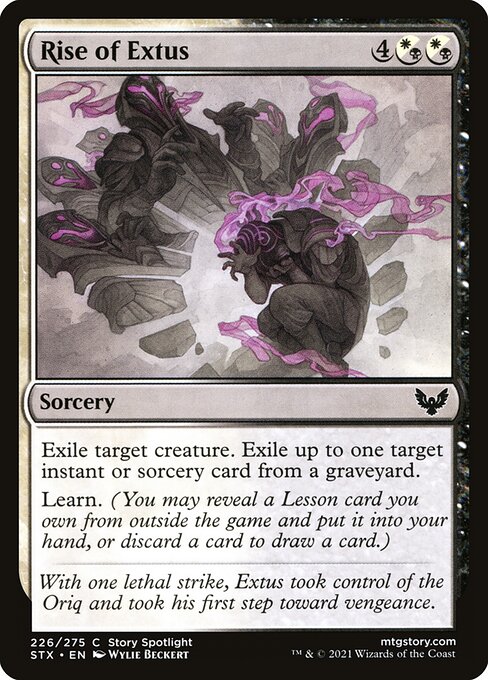 Rise of Extus 4
Sorcery
Exile target creature. Exile up to one target
instant or sorcery card from a graveyard.
Learn. (You may reveal a Lesson card you
own from outside the game and put it into your
hand, or discard a card to draw a card.)
With one lethal strike, Extus took control of the
Oriq and took his first step toward vengeance.
226/275 C Story Spotlight mtgstory.com
STX • EN Wylie Beckert ™ & © 2021 Wizards of the Coast